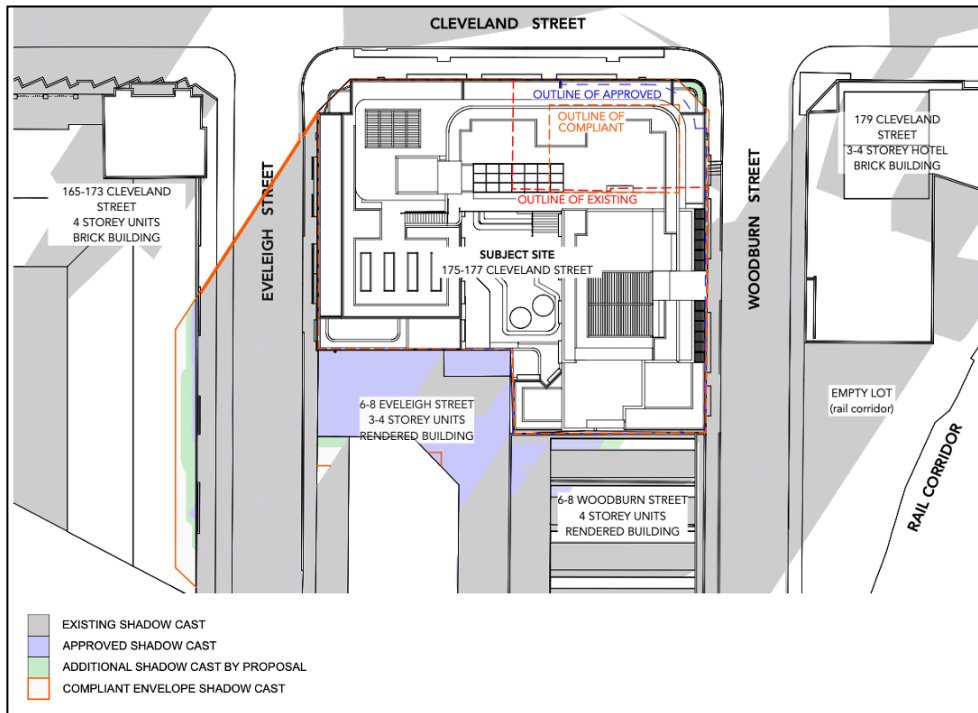 CLEVELAND STREET
OUTLINE OF APPROVED
OUTLINE OF
COMPLIANT
179 CLEVELAND
STREET
3-4 STOREY HOTEL
BRICK BUILDING
165-173 CLEVELAND
STREET
4 STOREY UNITS
BRICK BUILDING
EVELEIGH STREET
OUTLINE OF EXISTING
WOODBURN STREET
SUBJECT SITE
175-177 CLEVELAND STREET
6-8 EVELEIGH STREET
3-4 STOREY UNITS
RENDERED BUILDING
EMPTY LOT
(rail corridor)
RAIL CORRIDOR
6-8 WOODBURN STREET
4 STOREY UNITS
RENDERED BUILDING
EXISTING SHADOW CAST
APPROVED SHADOW CAST
ADDITIONAL SHADOW CAST BY PROPOSAL
COMPLIANT ENVELOPE SHADOW CAST